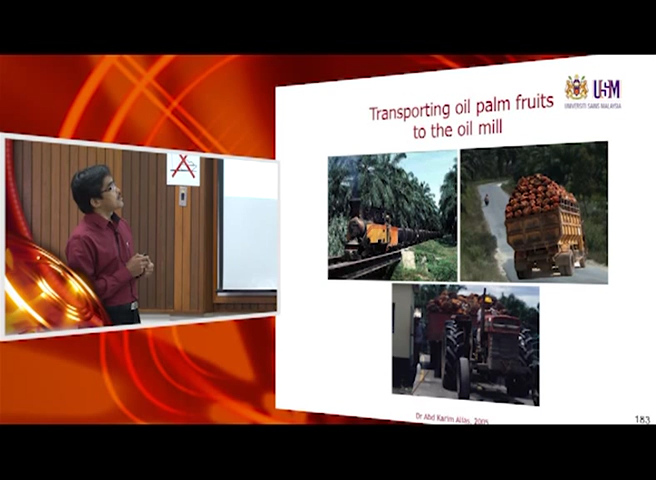 Transporting oil palm fruits
to the oil mill
USM
UNIVERSITI SAINS MALAYSIA
Dr Abd Karim Alias, 2005
183